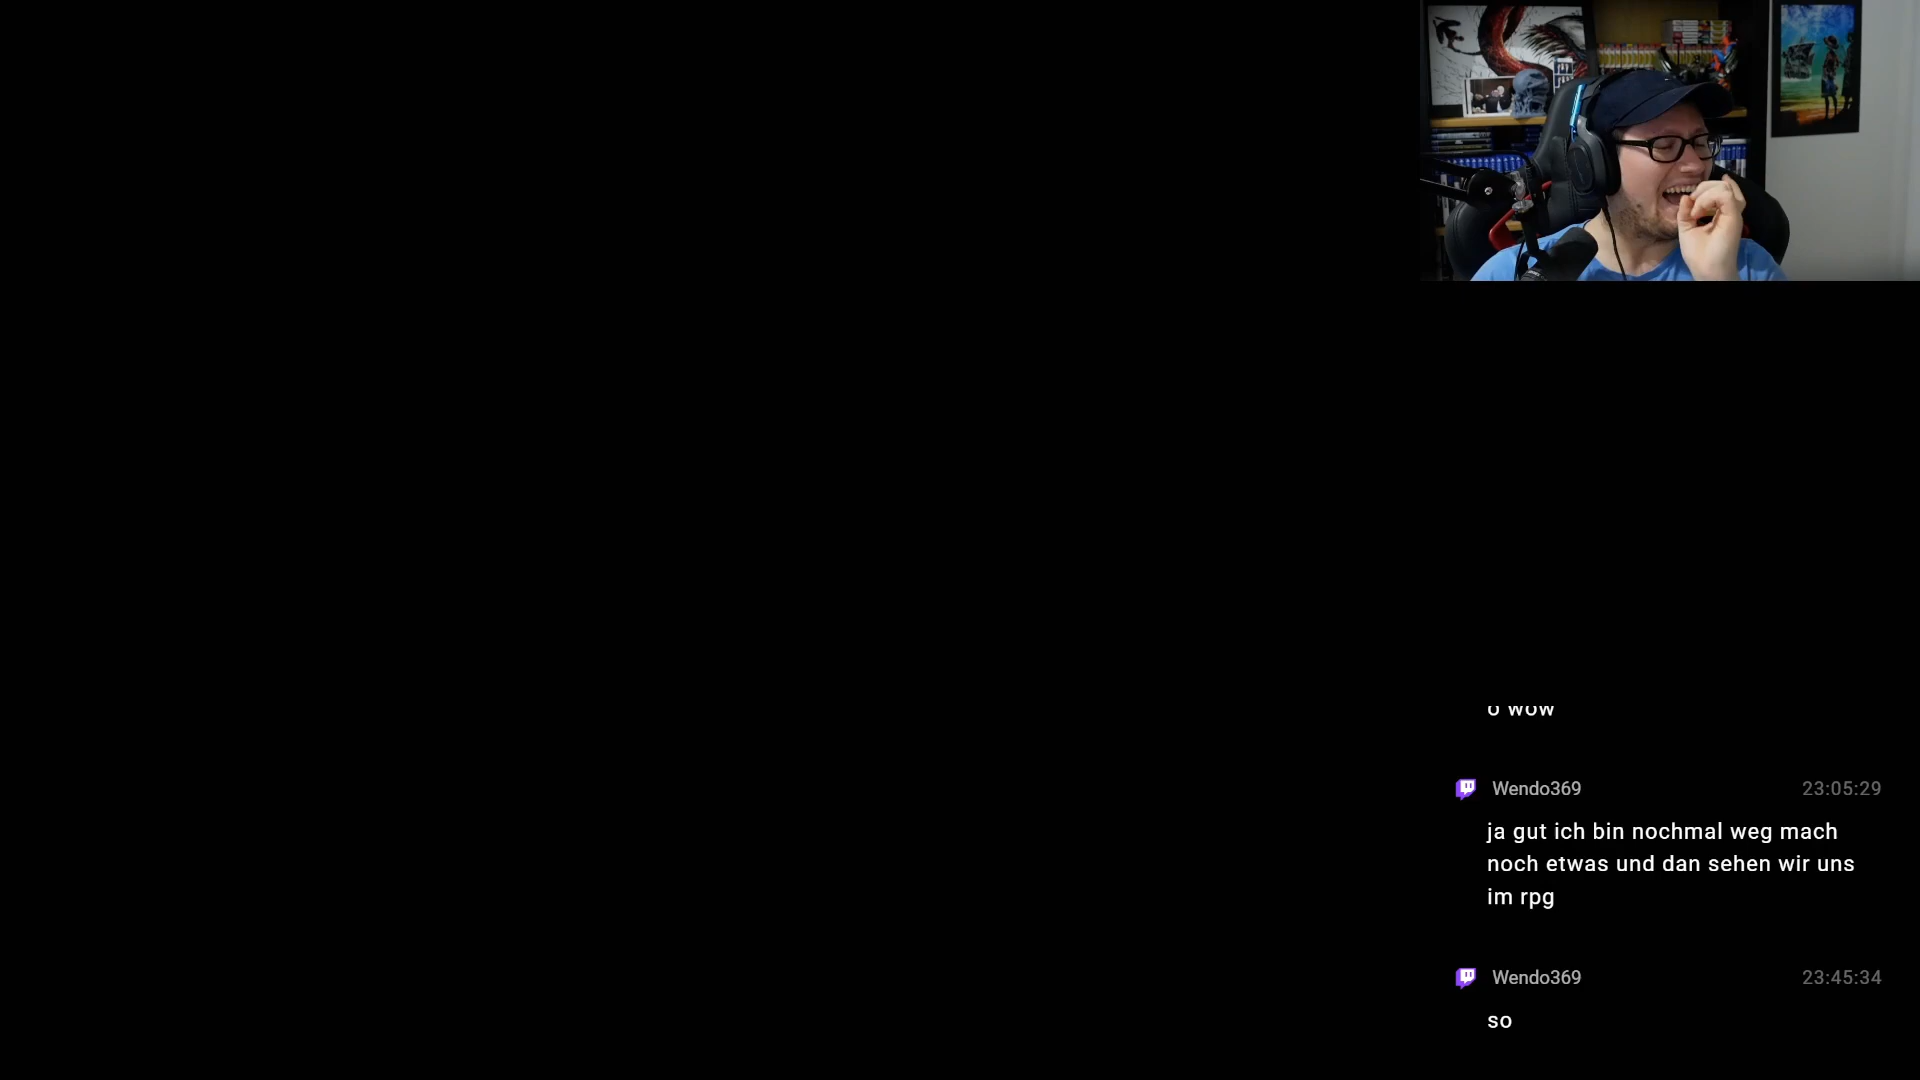 o wow
Wendo369 23:05:29
ja gut ich bin nochmal weg mach
noch etwas und dan sehen wir uns
im rpg
Wendo369 23:45:34
so